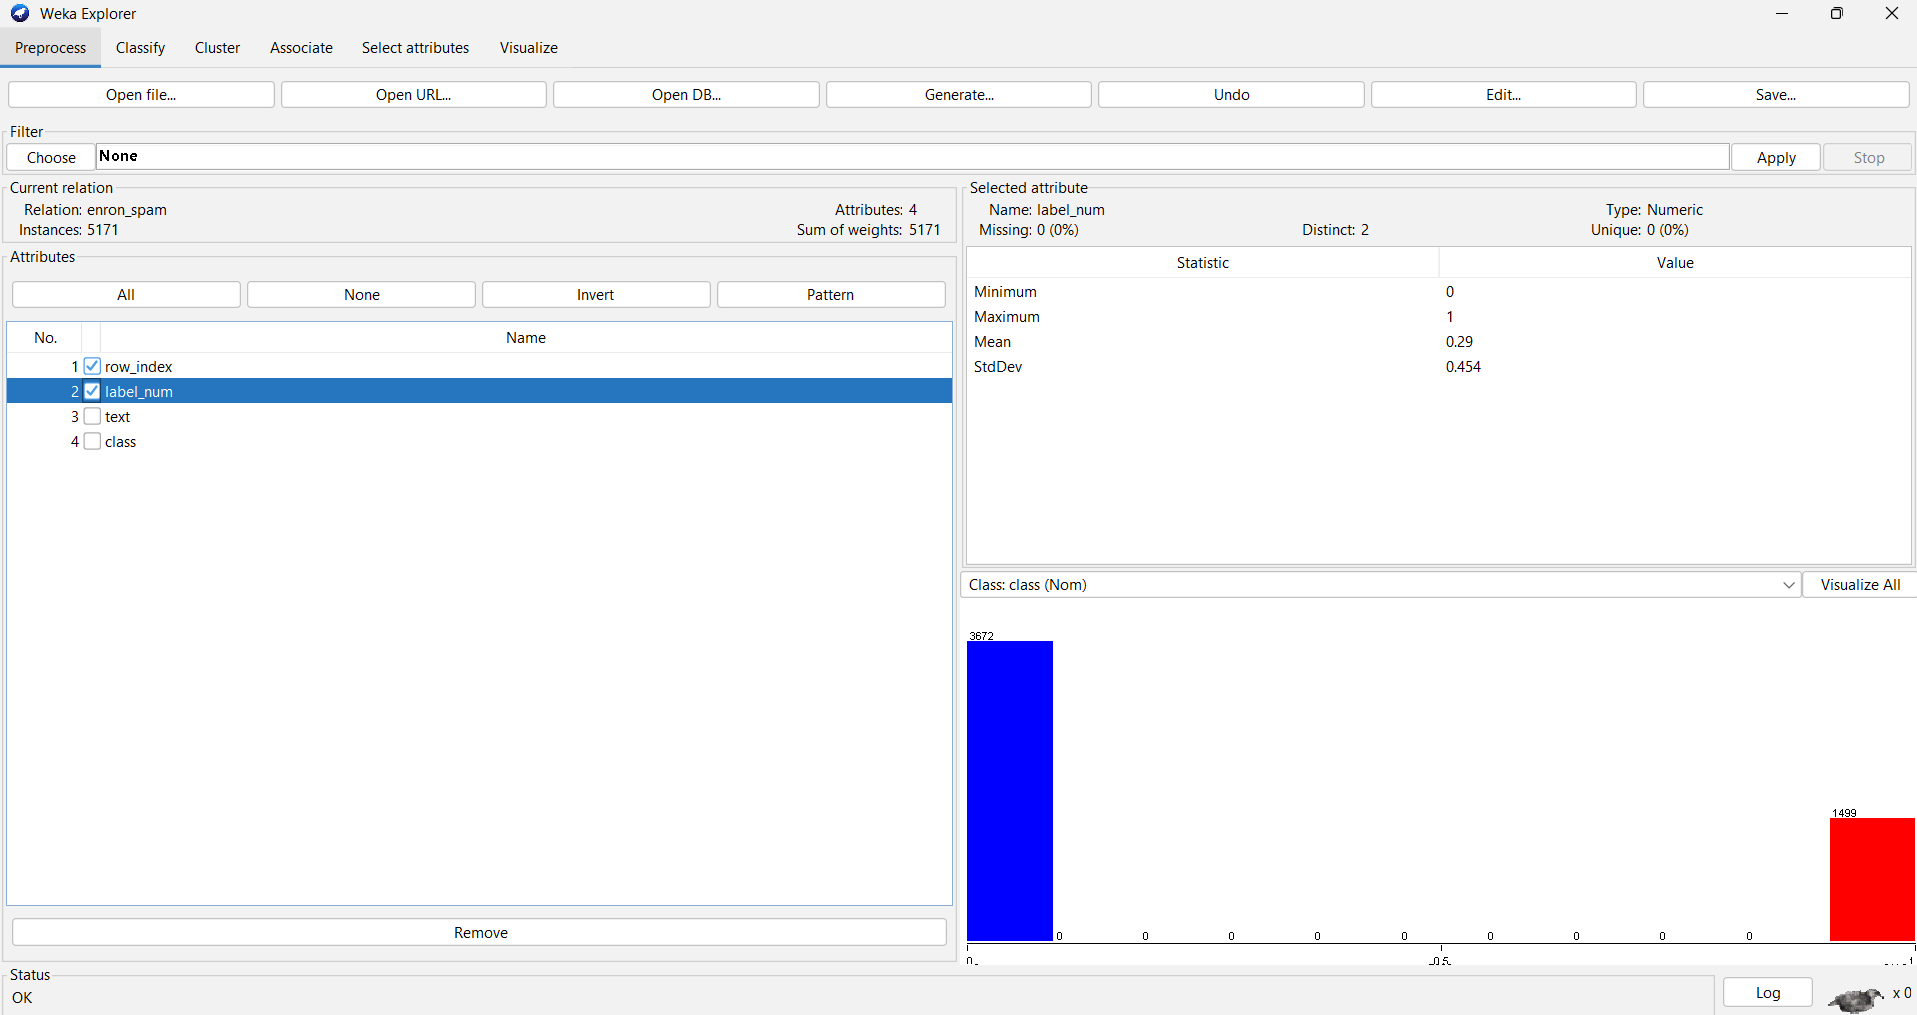 Weka Explorer
Preprocess Classify Cluster Associate Select attributes Visualize
Open file... Open URL... Open DB... Generate... Undo Edit... Save...
Filter
Choose None Apply Stop
Current relation
Relation: enron_spam Attributes: 4
Instances: 5171 Sum of weights: 5171
Attributes
All None Invert Pattern
No. Name
1 row_index
2 label_num
3 text
4 class
Remove
Selected attribute
Name: label_num Type: Numeric
Missing: 0 (0%) Distinct: 2 Unique: 0 (0%)
Statistic Value
Minimum 0
Maximum 1
Mean 0.29
StdDev 0.454
Class: class (Nom) Visualize All
3672
1499
0 0 0 0 0 0 0 0 0
0 0.5 1
Status
OK
Log x 0